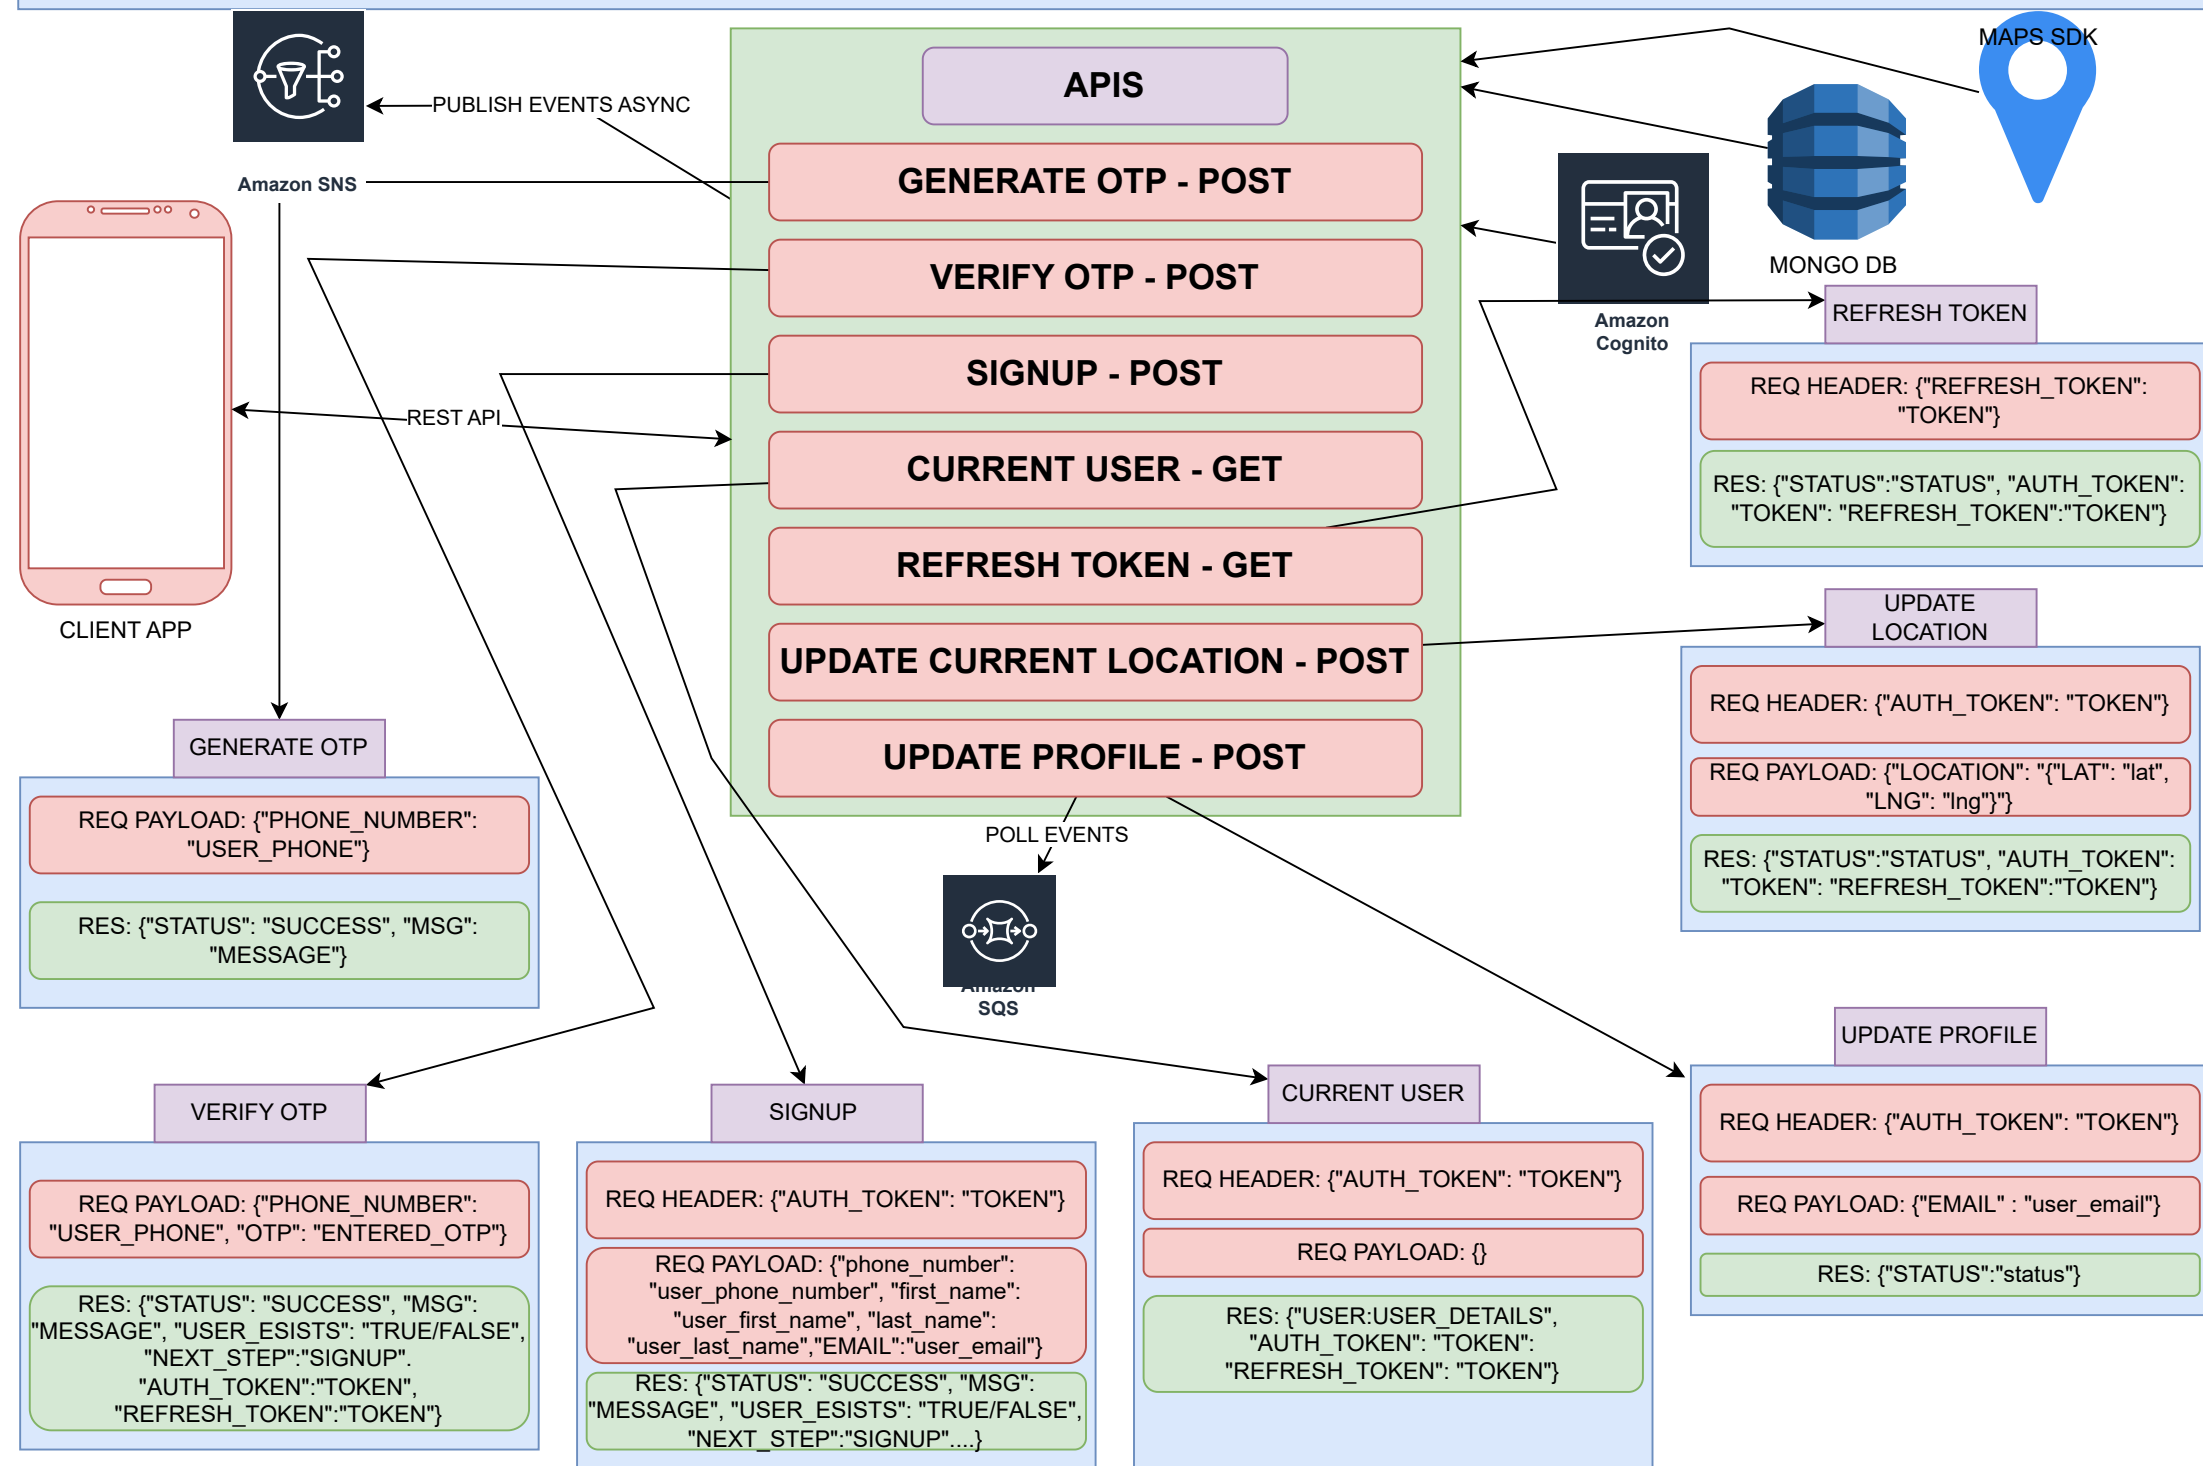 MAPS SDK
APIS
PUBLISH EVENTS ASYNC
GENERATE OTP - POST
Amazon SNS
VERIFY OTP - POST
MONGO DB
Amazon
Cognito
REFRESH TOKEN
SIGNUP - POST
REQ HEADER: {"REFRESH_TOKEN":
"TOKEN"}
REST API
CURRENT USER - GET
RES: {"STATUS":"STATUS", "AUTH_TOKEN":
"TOKEN": "REFRESH_TOKEN":"TOKEN"}
REFRESH TOKEN - GET
CLIENT APP
UPDATE
LOCATION
UPDATE CURRENT LOCATION - POST
REQ HEADER: {"AUTH_TOKEN": "TOKEN"}
UPDATE PROFILE - POST
REQ PAYLOAD: {"LOCATION": "{"LAT": "lat",
"LNG": "lng"}"}
GENERATE OTP
REQ PAYLOAD: {"PHONE_NUMBER":
"USER_PHONE"}
POLL EVENTS
RES: {"STATUS":"STATUS", "AUTH_TOKEN":
"TOKEN": "REFRESH_TOKEN":"TOKEN"}
RES: {"STATUS": "SUCCESS", "MSG":
"MESSAGE"}
Amazon
SQS
UPDATE PROFILE
REQ HEADER: {"AUTH_TOKEN": "TOKEN"}
REQ PAYLOAD: {"EMAIL" : "user_email"}
RES: {"STATUS":"status"}
VERIFY OTP
REQ PAYLOAD: {"PHONE_NUMBER":
"USER_PHONE", "OTP": "ENTERED_OTP"}
RES: {"STATUS": "SUCCESS", "MSG":
"MESSAGE", "USER_ESISTS": "TRUE/FALSE",
"NEXT_STEP":"SIGNUP".
"AUTH_TOKEN":"TOKEN",
"REFRESH_TOKEN":"TOKEN"}
SIGNUP
REQ HEADER: {"AUTH_TOKEN": "TOKEN"}
REQ PAYLOAD: {"phone_number":
"user_phone_number", "first_name":
"user_first_name", "last_name":
"user_last_name","EMAIL":"user_email"}
RES: {"STATUS": "SUCCESS", "MSG":
"MESSAGE", "USER_ESISTS": "TRUE/FALSE",
"NEXT_STEP":"SIGNUP"....}
CURRENT USER
REQ HEADER: {"AUTH_TOKEN": "TOKEN"}
REQ PAYLOAD: {}
RES: {"USER:USER_DETAILS",
"AUTH_TOKEN": "TOKEN":
"REFRESH_TOKEN": "TOKEN"}